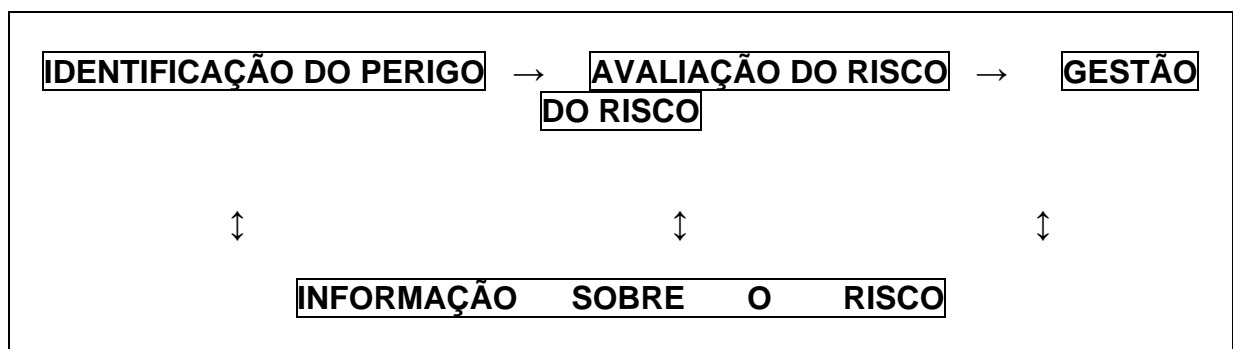 IDENTIFICAÇÃO DO PERIGO → AVALIAÇÃO DO RISCO → GESTÃO
DO RISCO
↕ ↕ ↕
INFORMAÇÃO SOBRE O RISCO